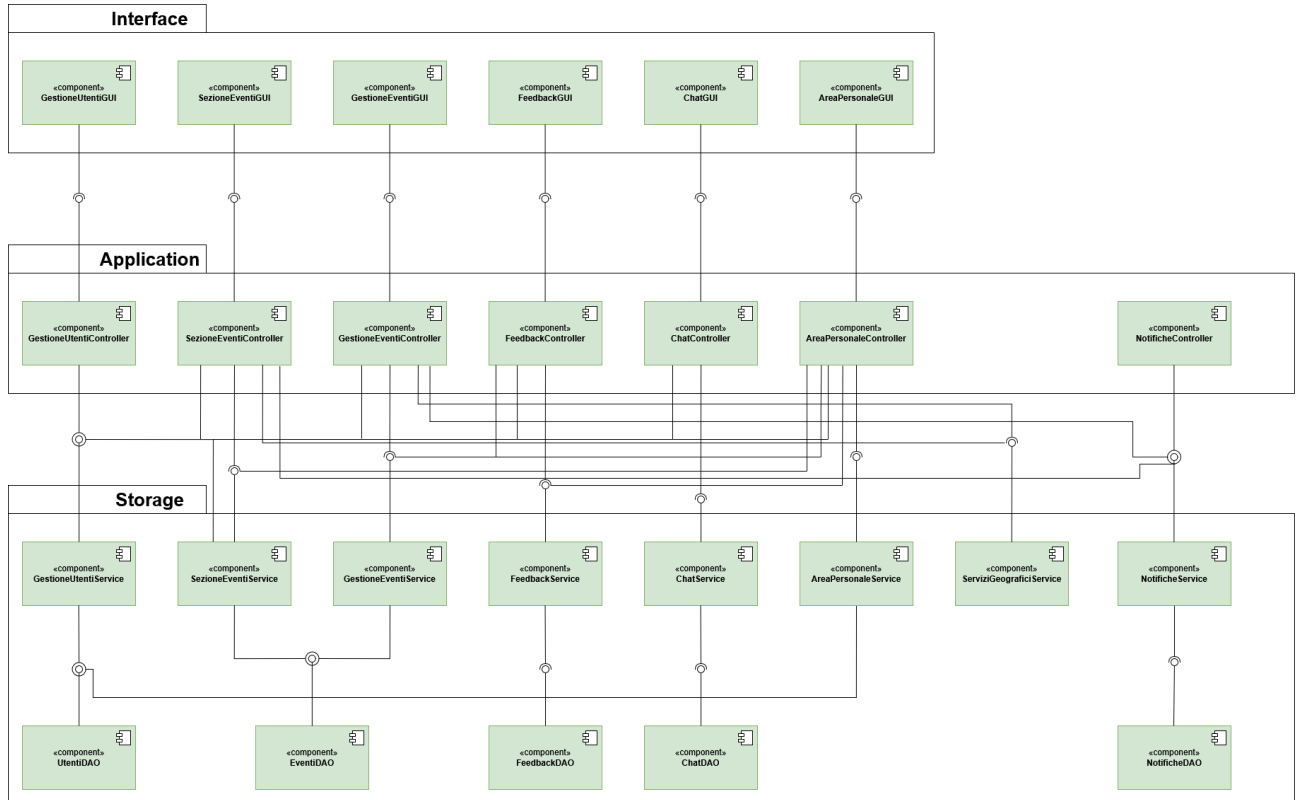 Interface
«component»
GestioneUtentiGUI
«component»
SezioneEventiGUI
«component»
GestioneEventiGUI
«component»
FeedbackGUI
«component»
ChatGUI
«component»
AreaPersonaleGUI
Application
«component»
GestioneUtentiController
«component»
SezioneEventiController
«component»
GestioneEventiController
«component»
FeedbackController
«component»
ChatController
«component»
AreaPersonaleController
«component»
NotificheController
Storage
«component»
GestioneUtentiService
«component»
SezioneEventiService
«component»
GestioneEventiService
«component»
FeedbackService
«component»
ChatService
«component»
AreaPersonaleService
«component»
ServiziGeograficiService
«component»
NotificheService
«component»
UtentiDAO
«component»
EventiDAO
«component»
FeedbackDAO
«component»
ChatDAO
«component»
NotificheDAO